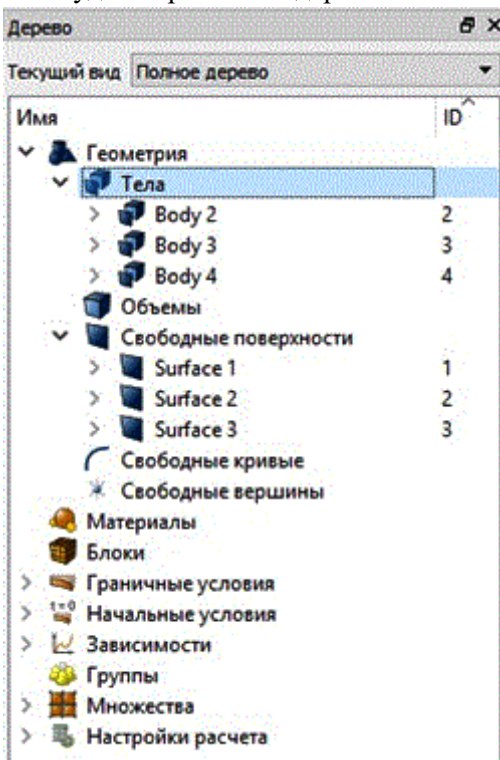 Дерево
Текущий вид Полное дерево
Имя ID
Геометрия
Тела
Body 2 2
Body 3 3
Body 4 4
Объемы
Свободные поверхности
Surface 1 1
Surface 2 2
Surface 3 3
Свободные кривые
Свободные вершины
Материалы
Блоки
Граничные условия
t=0 Начальные условия
Зависимости
Группы
Множества
Настройки расчета